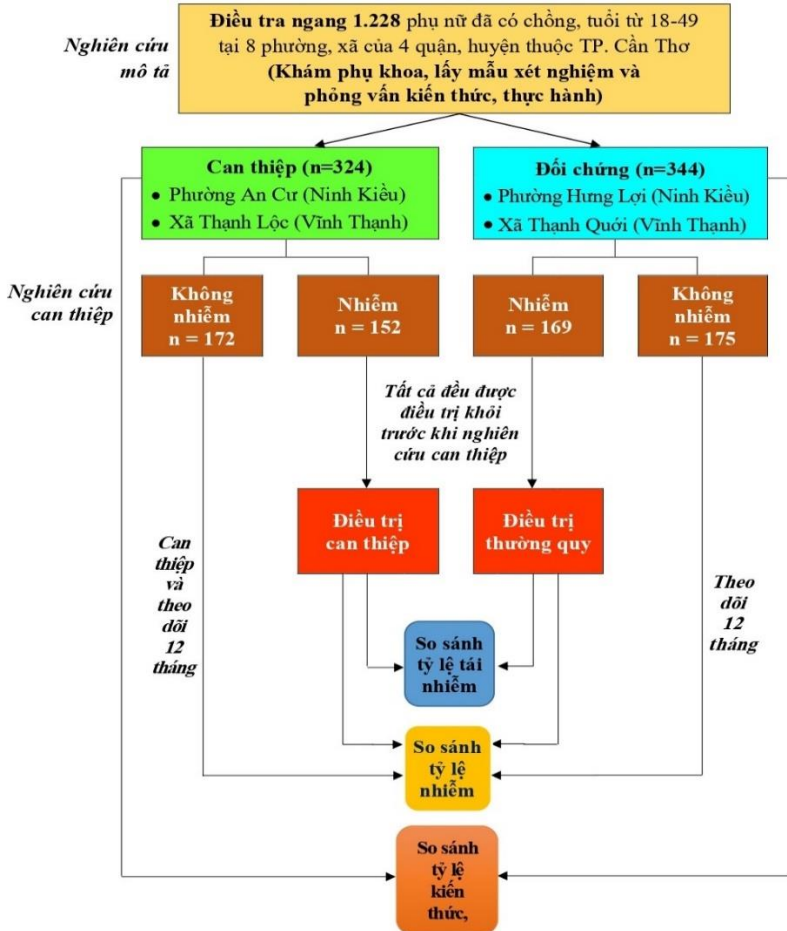 Nghiên cứu
mô tả
Điều tra ngang 1.228 phụ nữ đã có chồng, tuổi từ 18-49
tại 8 phường, xã của 4 quận, huyện thuộc TP. Cần Thơ
(Khám phụ khoa, lấy mẫu xét nghiệm và
phỏng vấn kiến thức, thực hành)
Can thiệp (n=324)
• Phường An Cư (Ninh Kiều)
• Xã Thạnh Lộc (Vĩnh Thạnh)
Đối chứng (n=344)
• Phường Hưng Lợi (Ninh Kiều)
• Xã Thạnh Quới (Vĩnh Thạnh)
Nghiên cứu
can thiệp
Không
nhiễm
n = 172
Nhiễm
n = 152
Nhiễm
n = 169
Không
nhiễm
n = 175
Tất cả đều được
điều trị khỏi
trước khi nghiên
cứu can thiệp
Điều trị
can thiệp
Điều trị
thường quy
Can
thiệp
và
theo
dõi
12
tháng
Theo
dõi
12
tháng
So sánh
tỷ lệ tái
nhiễm
So sánh
tỷ lệ
nhiễm
So sánh
tỷ lệ
kiến
thức,